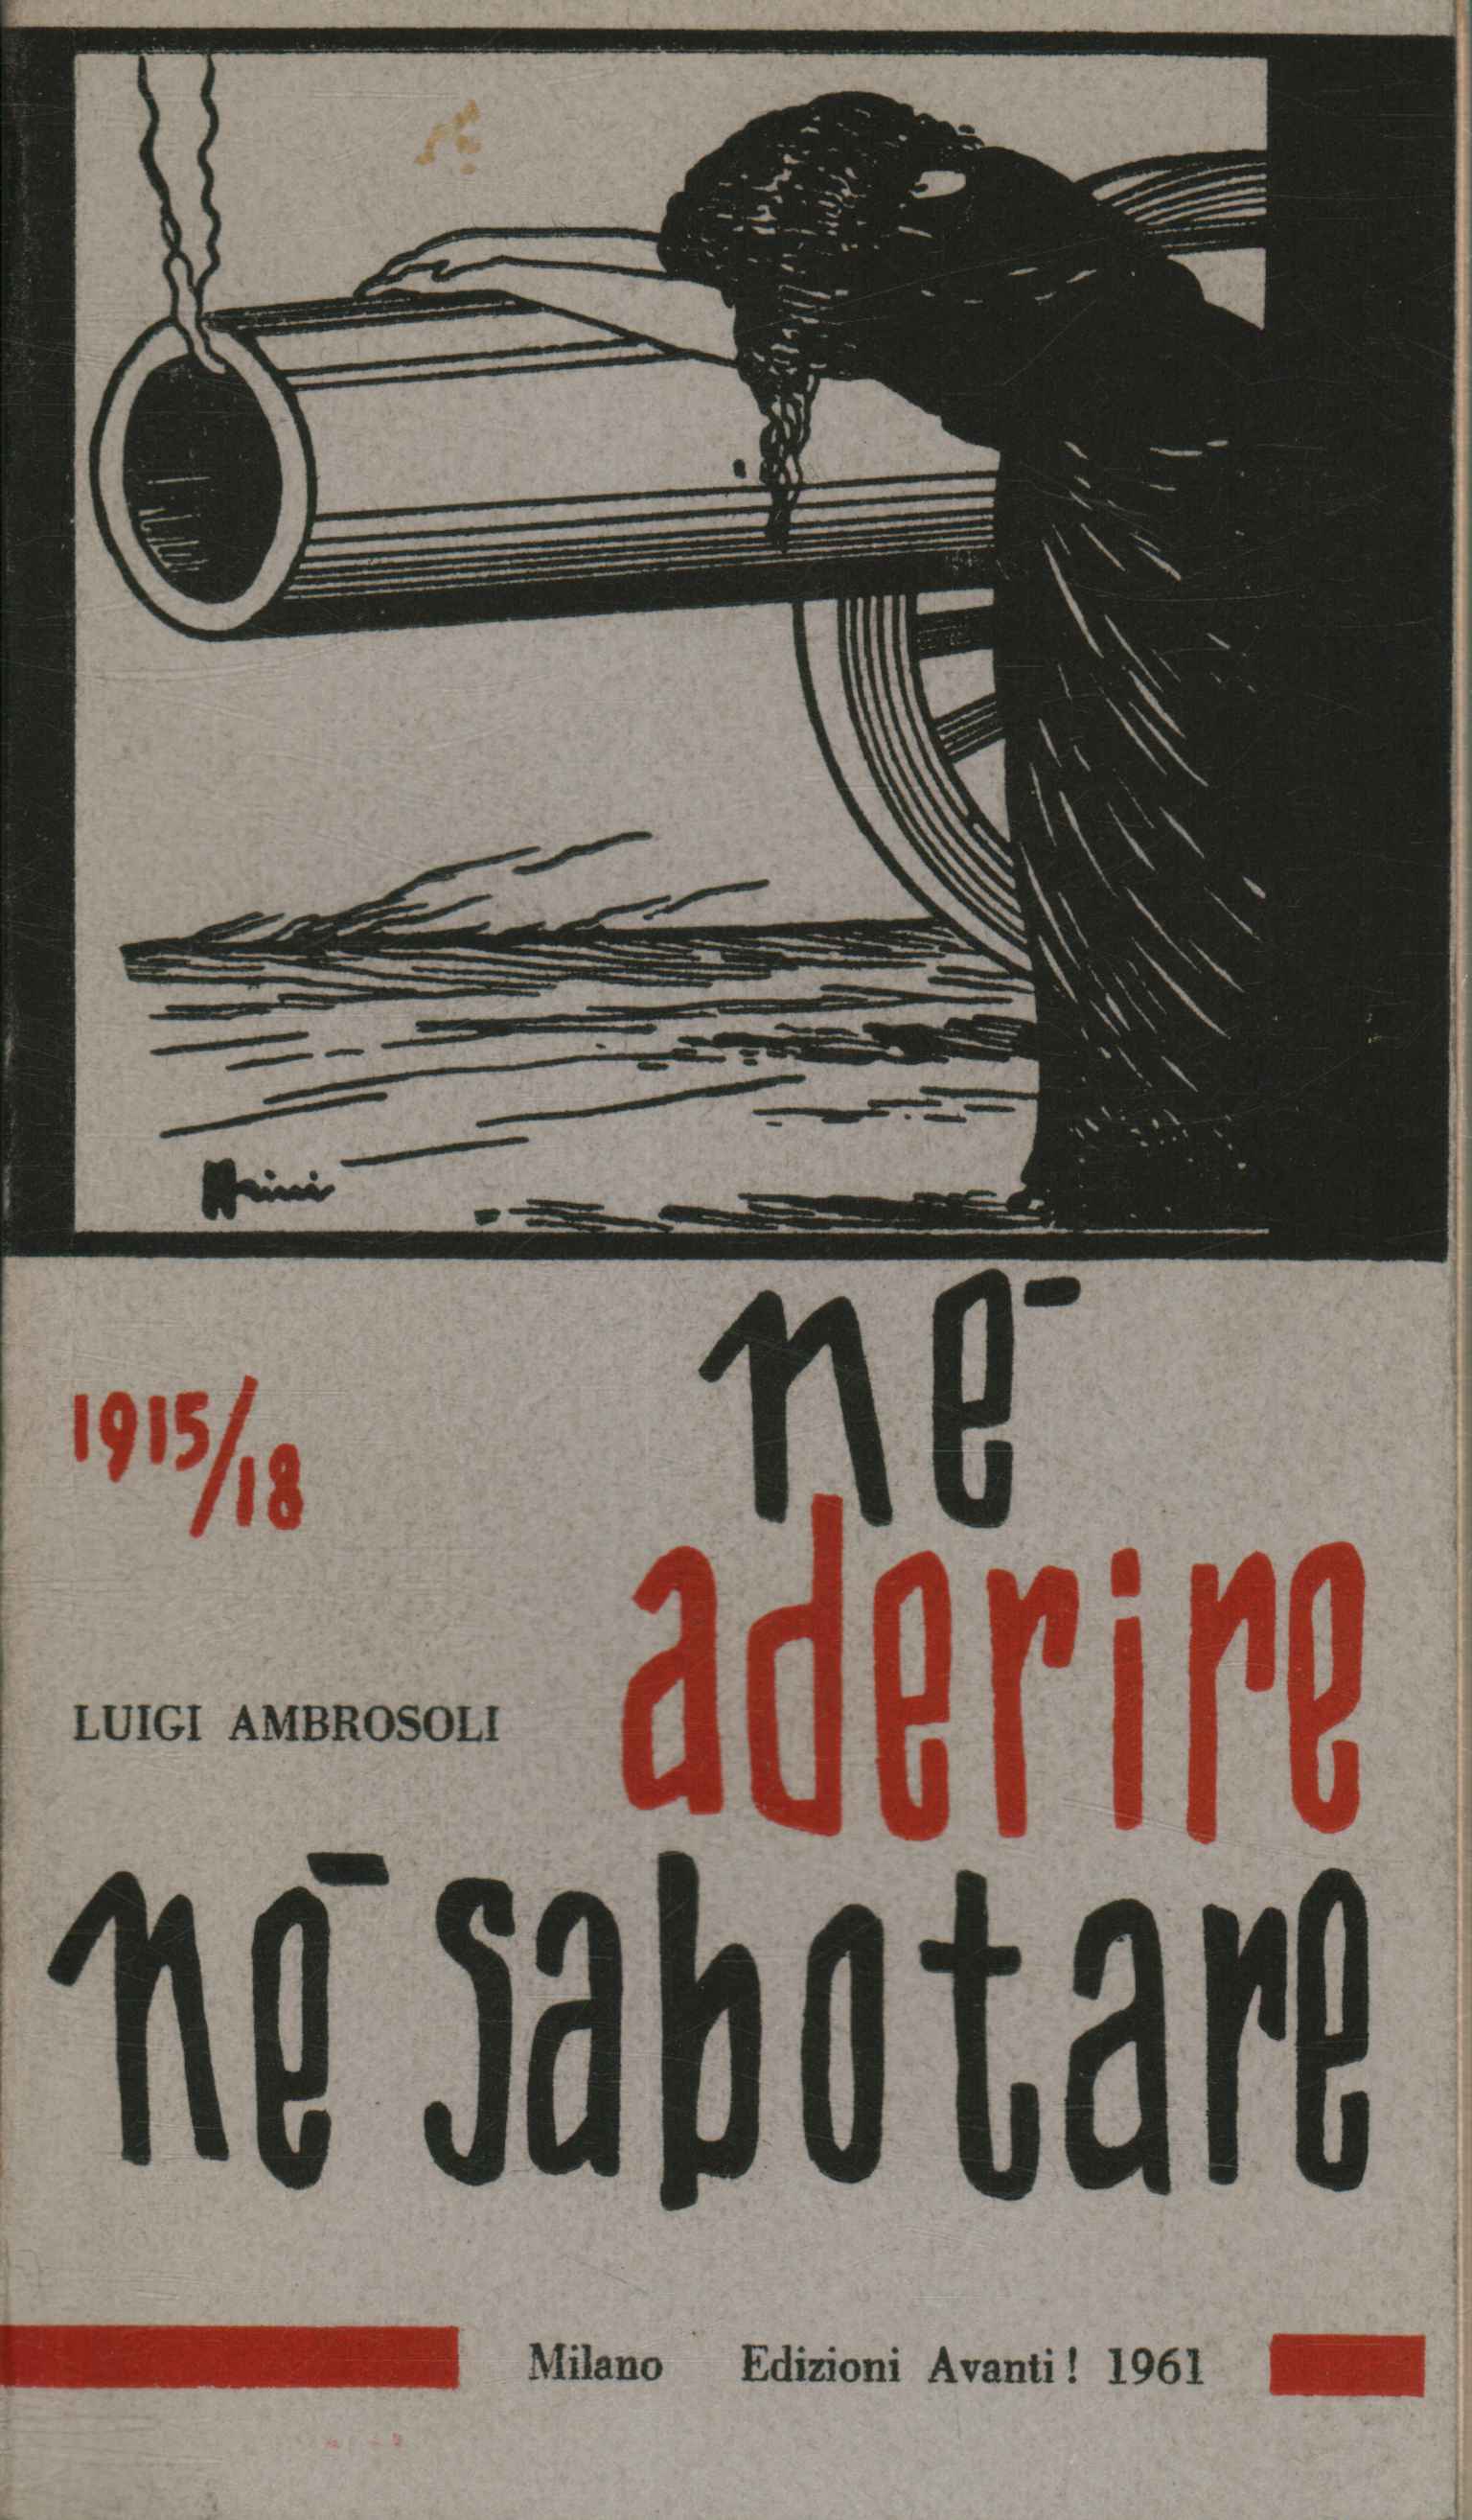 né
1915/18
aderire
LUIGI AMBROSOLI
né sabotare
Milano Edizioni Avanti! 1961